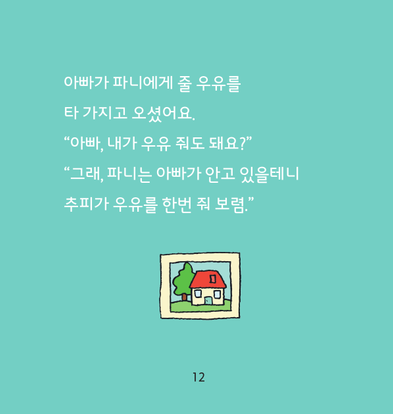 아빠가 파니에게 줄 우유를
타 가지고 오셨어요.
“아빠, 내가 우유 줘도 돼요?”
“그래, 파니는 아빠가 안고 있을테니
추피가 우유를 한번 줘 보렴.”
12